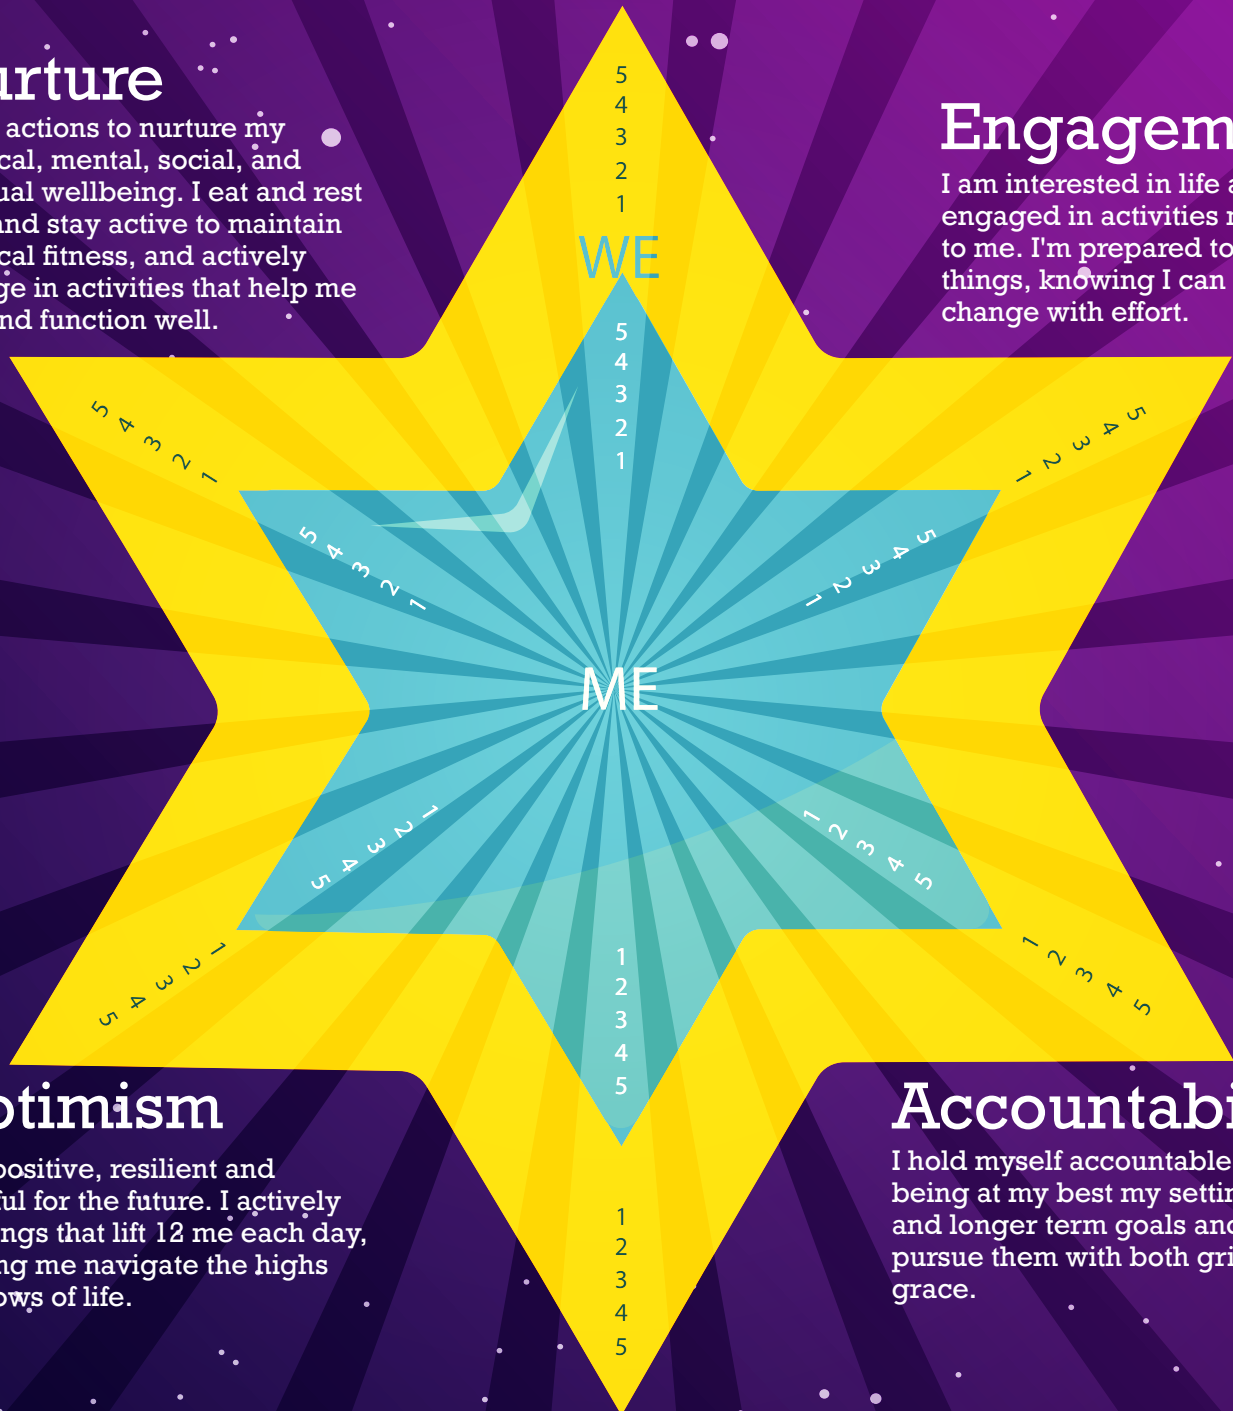 urture
actions to nurture my
cal, mental, social, and
ual wellbeing. I eat and rest
and stay active to maintain
cal fitness, and actively
ge in activities that help me
nd function well.
Engagem
I am interested in life a
engaged in activities
to me. I'm prepared to
things, knowing I can
change with effort.
5
4
3
2
1
WE
5
4
3
2
1
5 4 3 2 1
1 2 3 4 5
5 4 3 2 1
1 2 3 4 5
ME
5 4 3 2 1
1 2 3 4 5
5 4 3 2 1
1 2 3 4 5
1
2
3
4
5
1
2
3
4
5
otimism
positive, resilient and
ful for the future. I actively
ngs that lift 12 me each day,
ng me navigate the highs
ows of life.
Accountabi
I hold myself accountable
being at my best my settin
and longer term goals and
pursue them with both gri
grace.